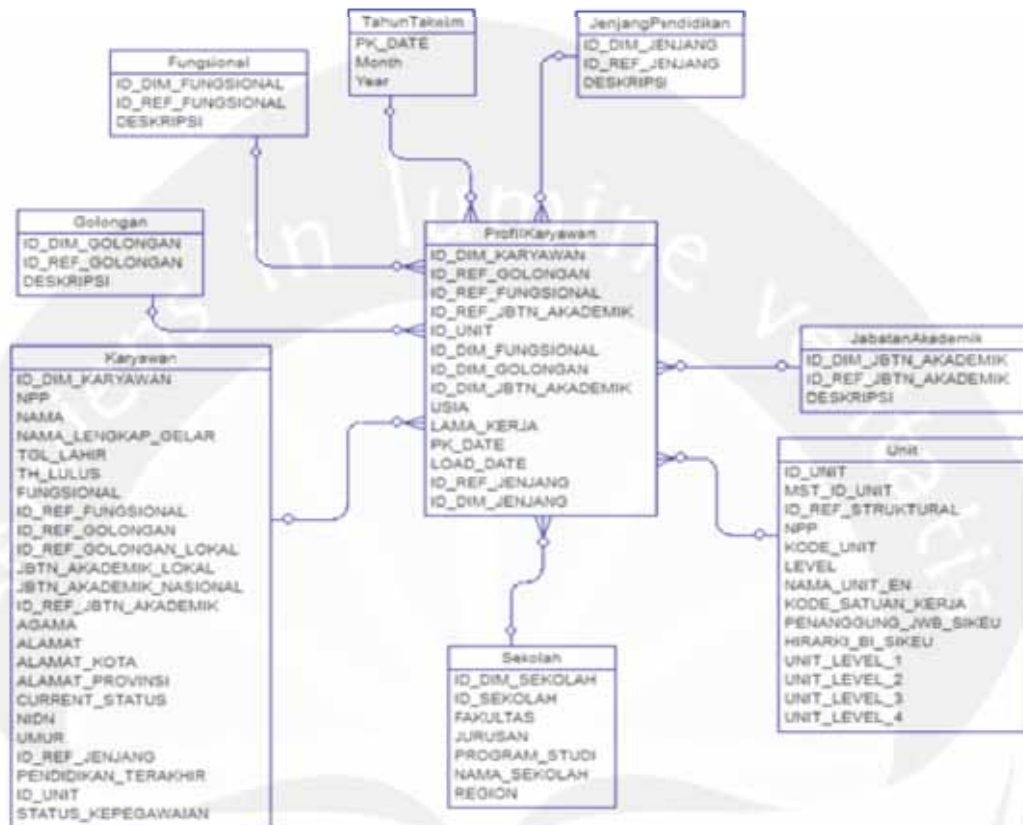 TahunTakwim
PK_DATE
Month
Year
JenjangPendidikan
ID_DIM_JENJANG
ID_REF_JENJANG
DESKRIPSI
Fungsional
ID_DIM_FUNGSIONAL
ID_REF_FUNGSIONAL
DESKRIPSI
Golongan
ID_DIM_GOLONGAN
ID_REF_GOLONGAN
DESKRIPSI
ProfilKaryawan
ID_DIM_KARYAWAN
ID_REF_GOLONGAN
ID_REF_FUNGSIONAL
ID_REF_JBTN_AKADEMIK
ID_UNIT
ID_DIM_FUNGSIONAL
ID_DIM_GOLONGAN
ID_DIM_JBTN_AKADEMIK
USIA
LAMA_KERJA
PK_DATE
LOAD_DATE
ID_REF_JENJANG
ID_DIM_JENJANG
JabatanAkademik
ID_DIM_JBTN_AKADEMIK
ID_REF_JBTN_AKADEMIK
DESKRIPSI
Karyawan
ID_DIM_KARYAWAN
NPP
NAMA
NAMA_LENGKAP_GELAR
TGL_LAHIR
TH_LULUS
FUNGSIONAL
ID_REF_FUNGSIONAL
ID_REF_GOLONGAN
ID_REF_GOLONGAN_LOKAL
JBTN_AKADEMIK_LOKAL
JBTN_AKADEMIK_NASIONAL
ID_REF_JBTN_AKADEMIK
AGAMA
ALAMAT
ALAMAT_KOTA
ALAMAT_PROVINSI
CURRENT_STATUS
NIDN
UMUR
ID_REF_JENJANG
PENDIDIKAN_TERAKHIR
ID_UNIT
STATUS_KEPEGAWAIAN
Unit
ID_UNIT
MST_ID_UNIT
ID_REF_STRUKTURAL
NPP
KODE_UNIT
LEVEL
NAMA_UNIT_EN
KODE_SATUAN_KERJA
PENANGGUNG_JWB_SIKEU
HIRARKI_BI_SIKEU
UNIT_LEVEL_1
UNIT_LEVEL_2
UNIT_LEVEL_3
UNIT_LEVEL_4
Sekolah
ID_DIM_SEKOLAH
ID_SEKOLAH
FAKULTAS
JURUSAN
PROGRAM_STUDI
NAMA_SEKOLAH
REGION
in lumine